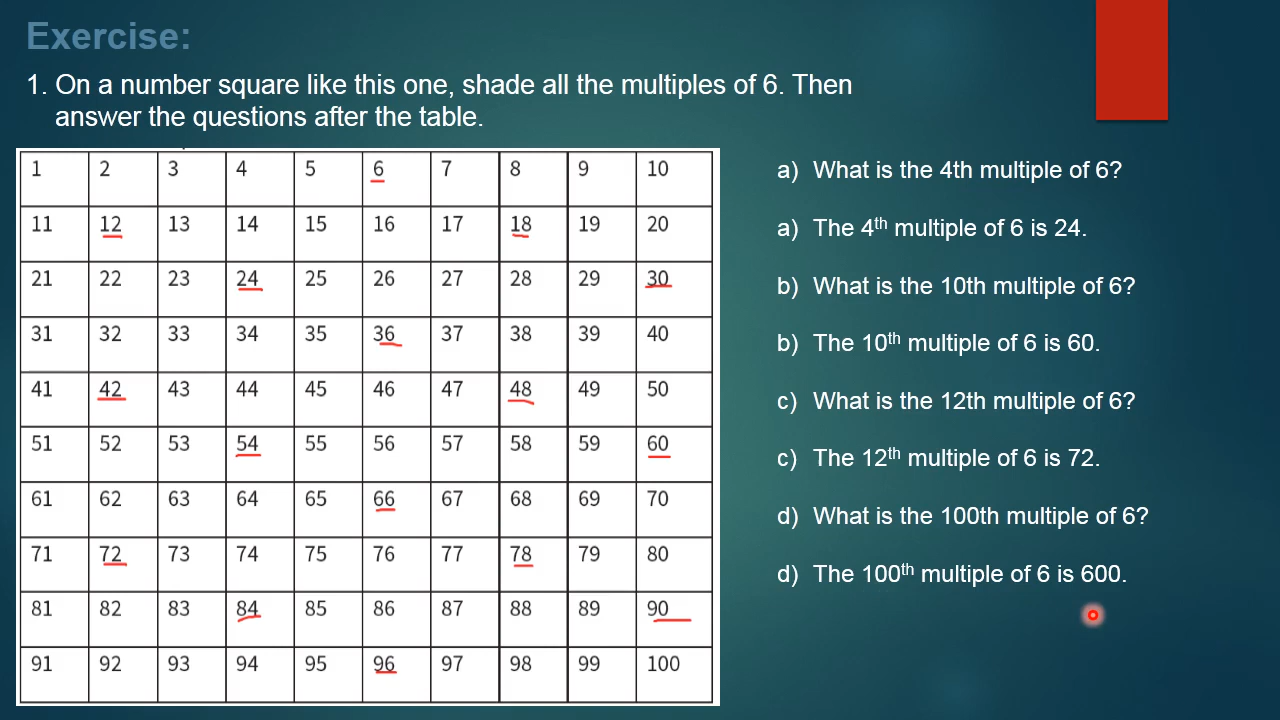 Exercise:
1. On a number square like this one, shade all the multiples of 6. Then
answer the questions after the table.
1 2 3 4 5 6 7 8 9 10
11 12 13 14 15 16 17 18 19 20
21 22 23 24 25 26 27 28 29 30
31 32 33 34 35 36 37 38 39 40
41 42 43 44 45 46 47 48 49 50
51 52 53 54 55 56 57 58 59 60
61 62 63 64 65 66 67 68 69 70
71 72 73 74 75 76 77 78 79 80
81 82 83 84 85 86 87 88 89 90
91 92 93 94 95 96 97 98 99 100
a) What is the 4th multiple of 6?
a) The 4th multiple of 6 is 24.
b) What is the 10th multiple of 6?
b) The 10th multiple of 6 is 60.
c) What is the 12th multiple of 6?
c) The 12th multiple of 6 is 72.
d) What is the 100th multiple of 6?
d) The 100th multiple of 6 is 600.